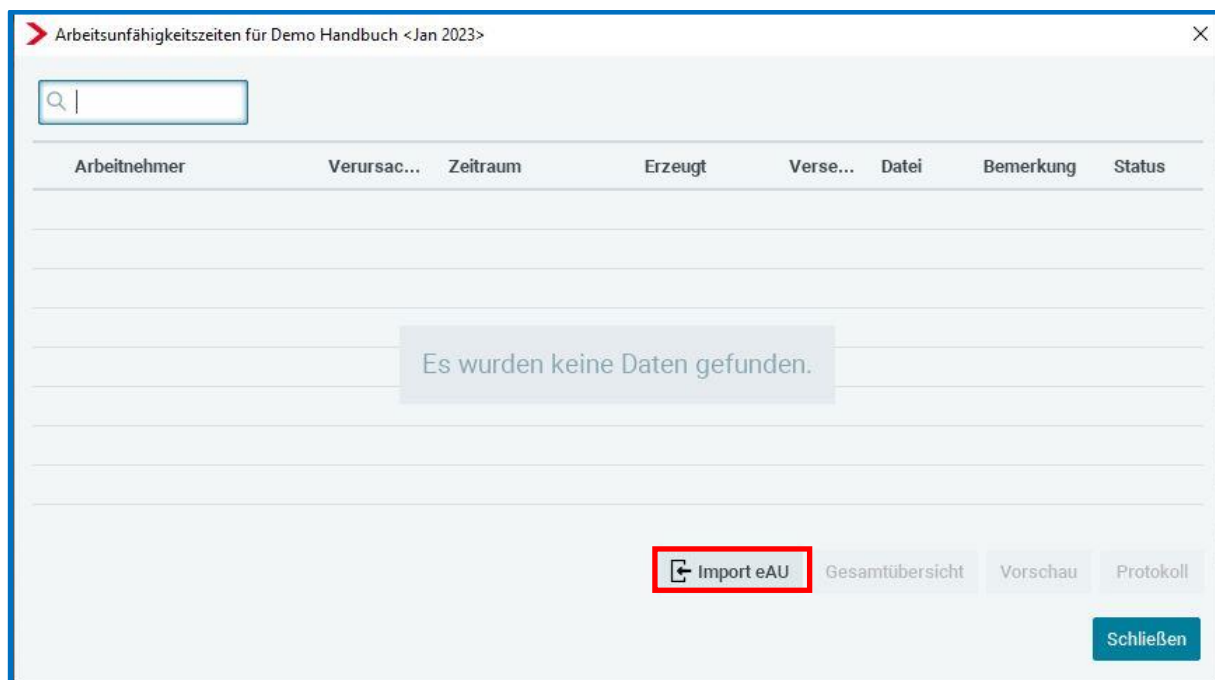 Arbeitsunfähigkeitszeiten für Demo Handbuch <Jan 2023>
Arbeitnehmer Verursac... Zeitraum Erzeugt Verse... Datei Bemerkung Status
Es wurden keine Daten gefunden.
Import eAU Gesamtübersicht Vorschau Protokoll
Schließen